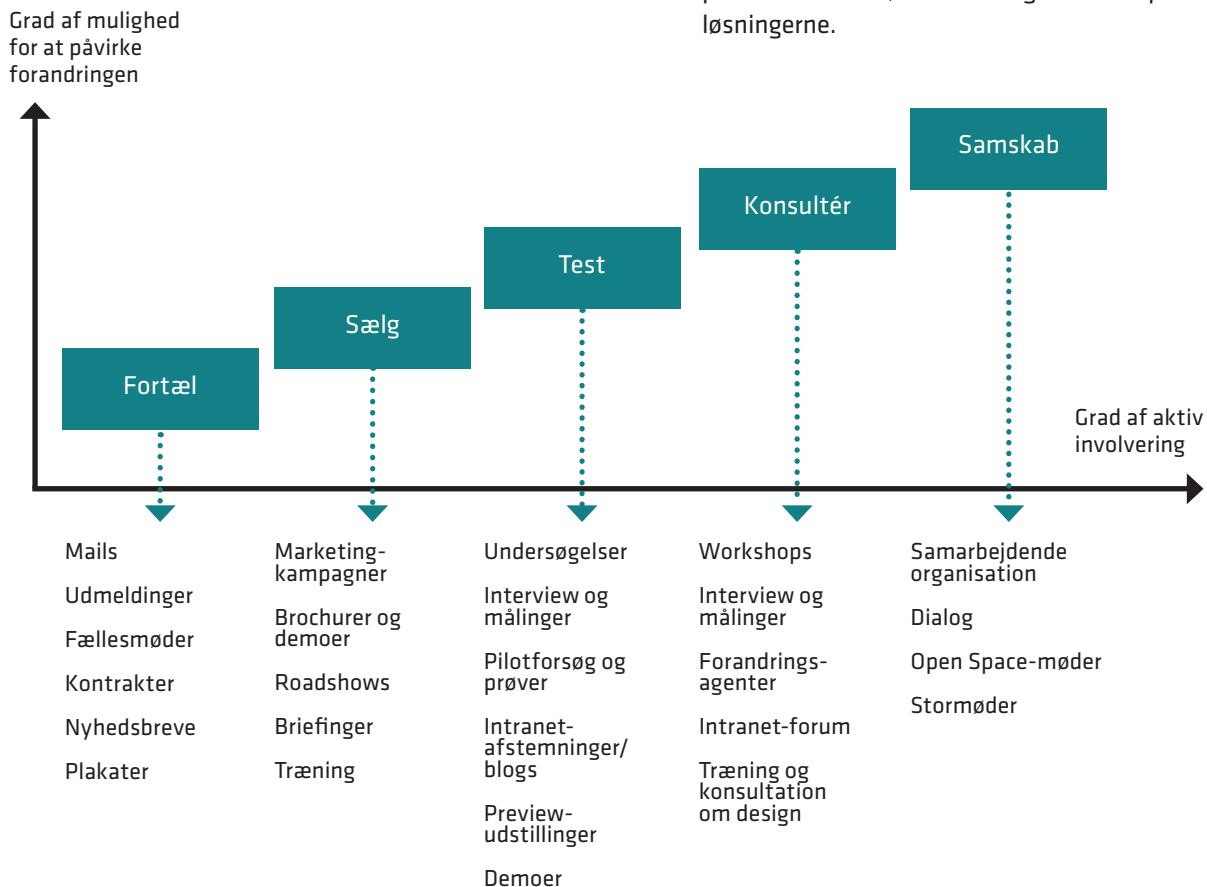 løsningerne.
Grad af mulighed
for at påvirke
forandringen
Samskab
Konsultér
Test
Sælg
Fortæl
Grad af aktiv
involvering
Mails
Udmeldinger
Fællesmøder
Kontrakter
Nyhedsbreve
Plakater
Marketing-
kampagner
Brochurer og
demoer
Roadshows
Briefinger
Træning
Undersøgelser
Interview og
målinger
Pilotforsøg og
prøver
Intranet-
afstemninger/
blogs
Preview-
udstillinger
Demoer
Workshops
Interview og
målinger
Forandrings-
agenter
Intranet-forum
Træning og
konsultation
om design
Samarbejdende
organisation
Dialog
Open Space-møder
Stormøder